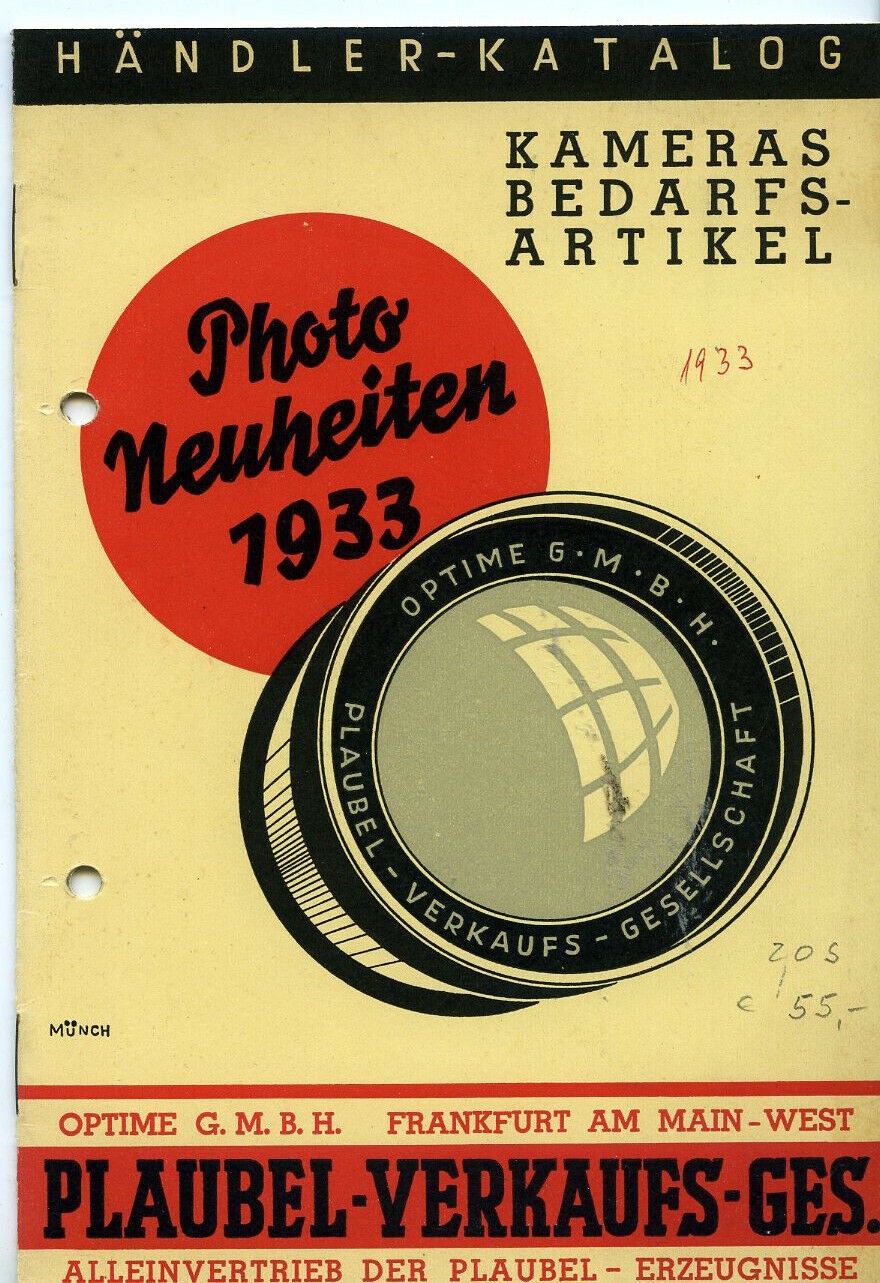 HÄNDLER-KATALOG
KAMERAS
BEDARFS-
ARTIKEL
Photo
Neuheiten
1933
1933
OPTIME G·M·B·H·
PLAUBEL-VERKAUFS-GESELLSCHAFT
20S
€ 55,-
MÜNCH
OPTIME G. M. B. H. FRANKFURT AM MAIN-WEST
PLAUBEL-VERKAUFS-GES.
ALLEINVERTRIEB DER PLAUBEL - ERZEUGNISSE